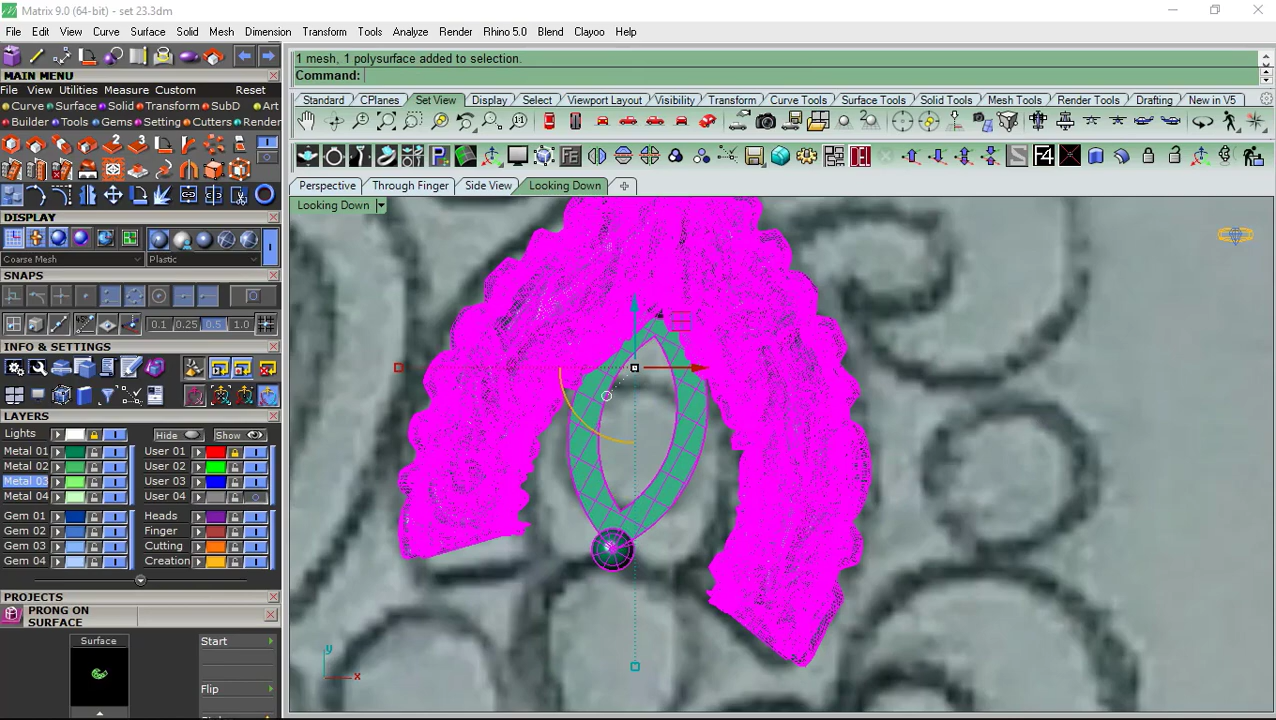 Matrix 9.0 (64-bit) - set 23.3dm
File Edit View Curve Surface Solid Mesh Dimension Transform Tools Analyze Render Rhino 5.0 Blend Clayoo Help
1 mesh, 1 polysurface added to selection.
Command:
MAIN MENU
File View Utilities Measure Custom Reset
Curve Surface Solid Transform SubD Art
Builder Tools Gems Setting Cutters Render
Standard CPlanes Set View Display Select Viewport Layout Visibility Transform Curve Tools Surface Tools Solid Tools Mesh Tools Render Tools Drafting New in V5
Perspective Through Finger Side View Looking Down
Looking Down
DISPLAY
Coarse Mesh Plastic
SNAPS
0.1 0.25 0.5 1.0
INFO & SETTINGS
LAYERS
Lights Hide Show
Metal 01 User 01
Metal 02 User 02
Metal 03 User 03
Metal 04 User 04
Gem 01 Heads
Gem 02 Finger
Gem 03 Cutting
Gem 04 Creation
PROJECTS
PRONG ON
SURFACE
Surface Start
Flip
y
x